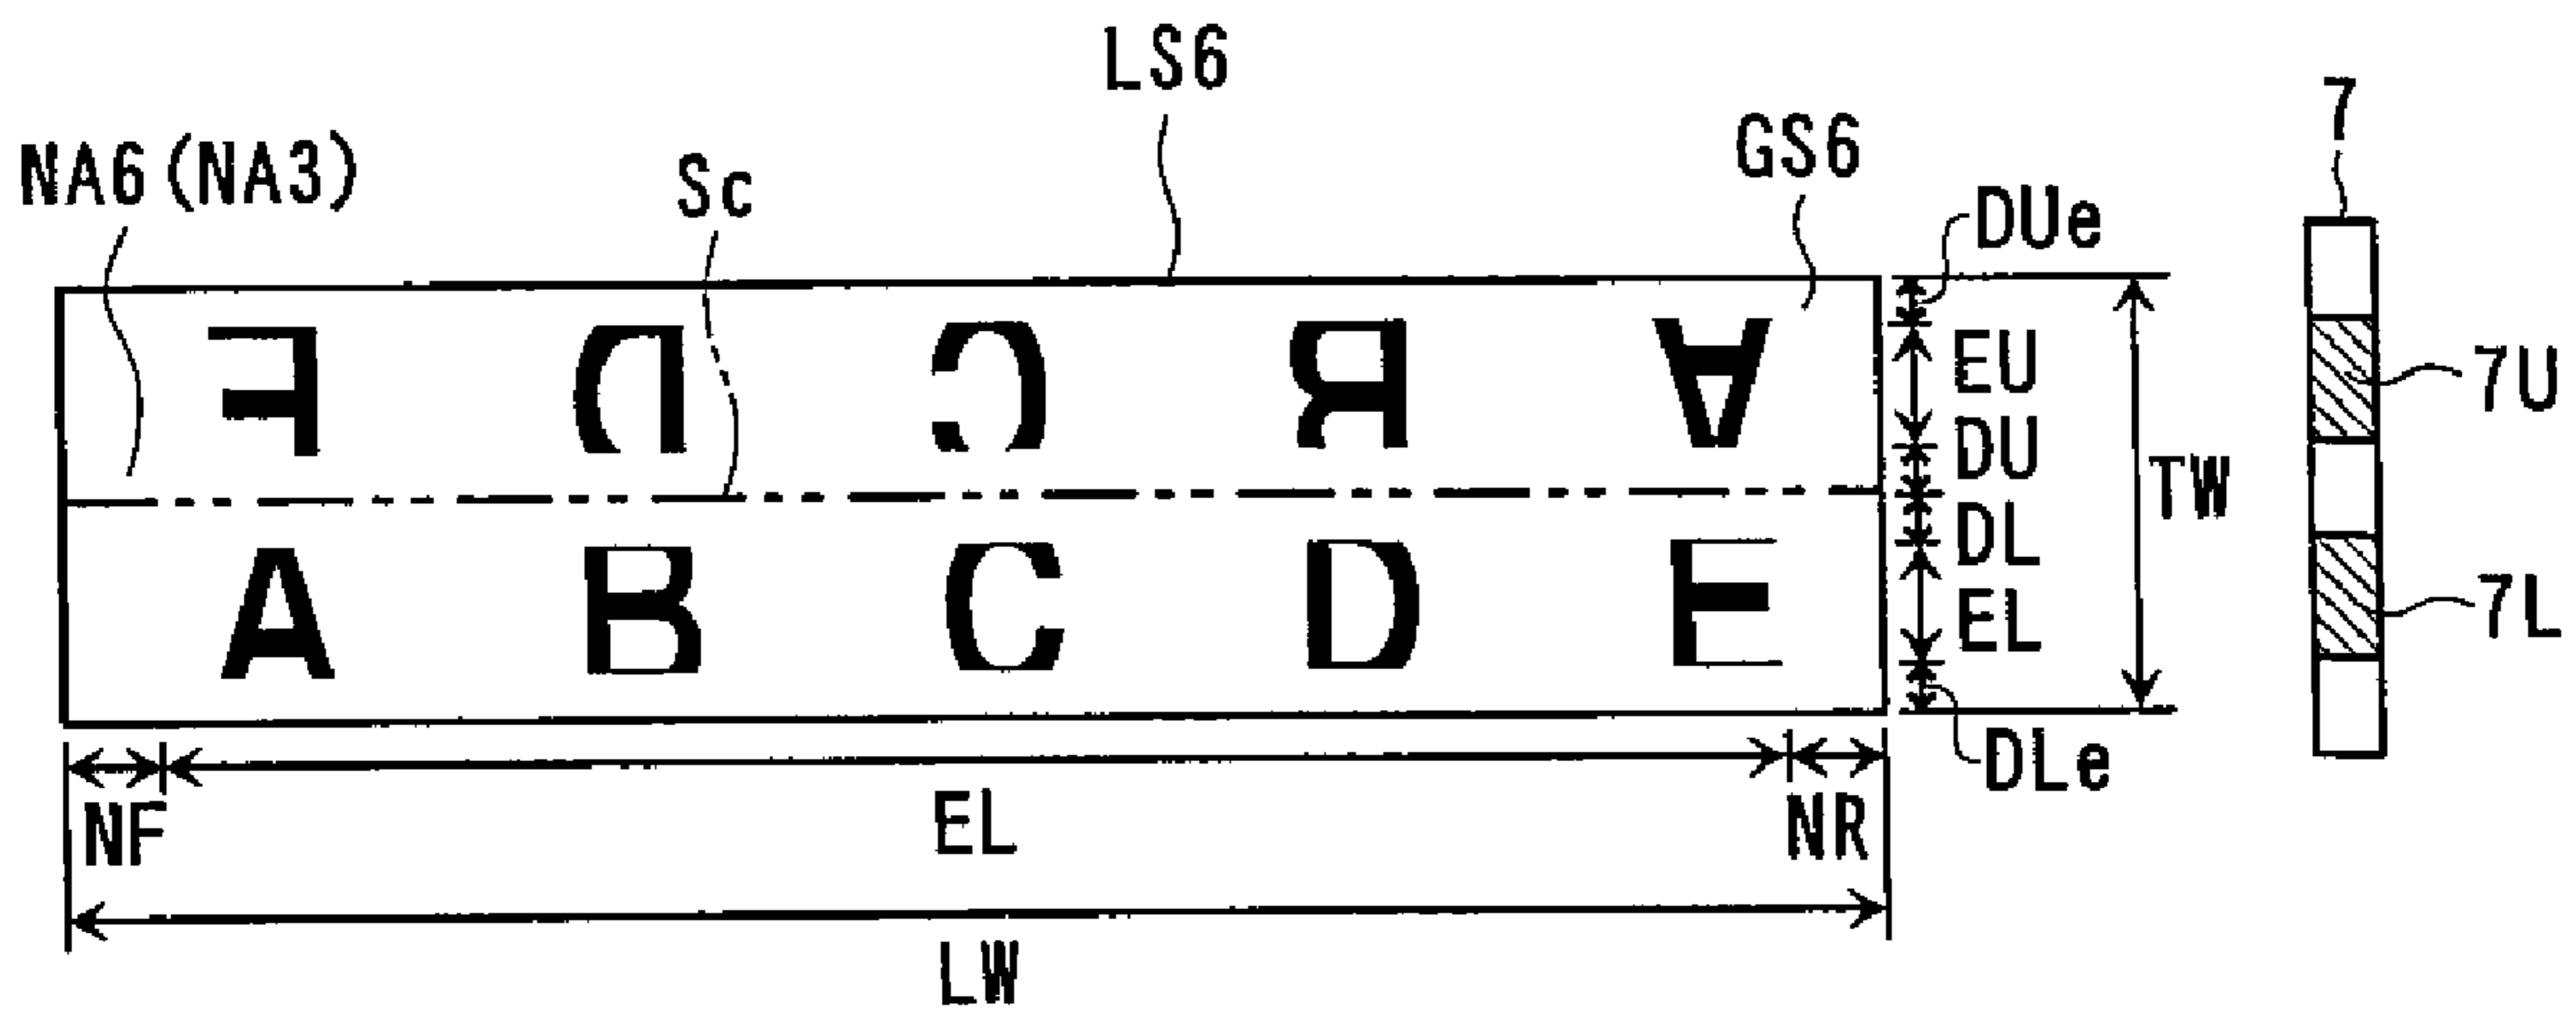 LS6
NA6(NA3)
Sc
GS6
7
DUe
E D C B A
EU
7U
DU
TW
DL
A B C D E
EL
7L
DLe
NF
EL
NR
LW